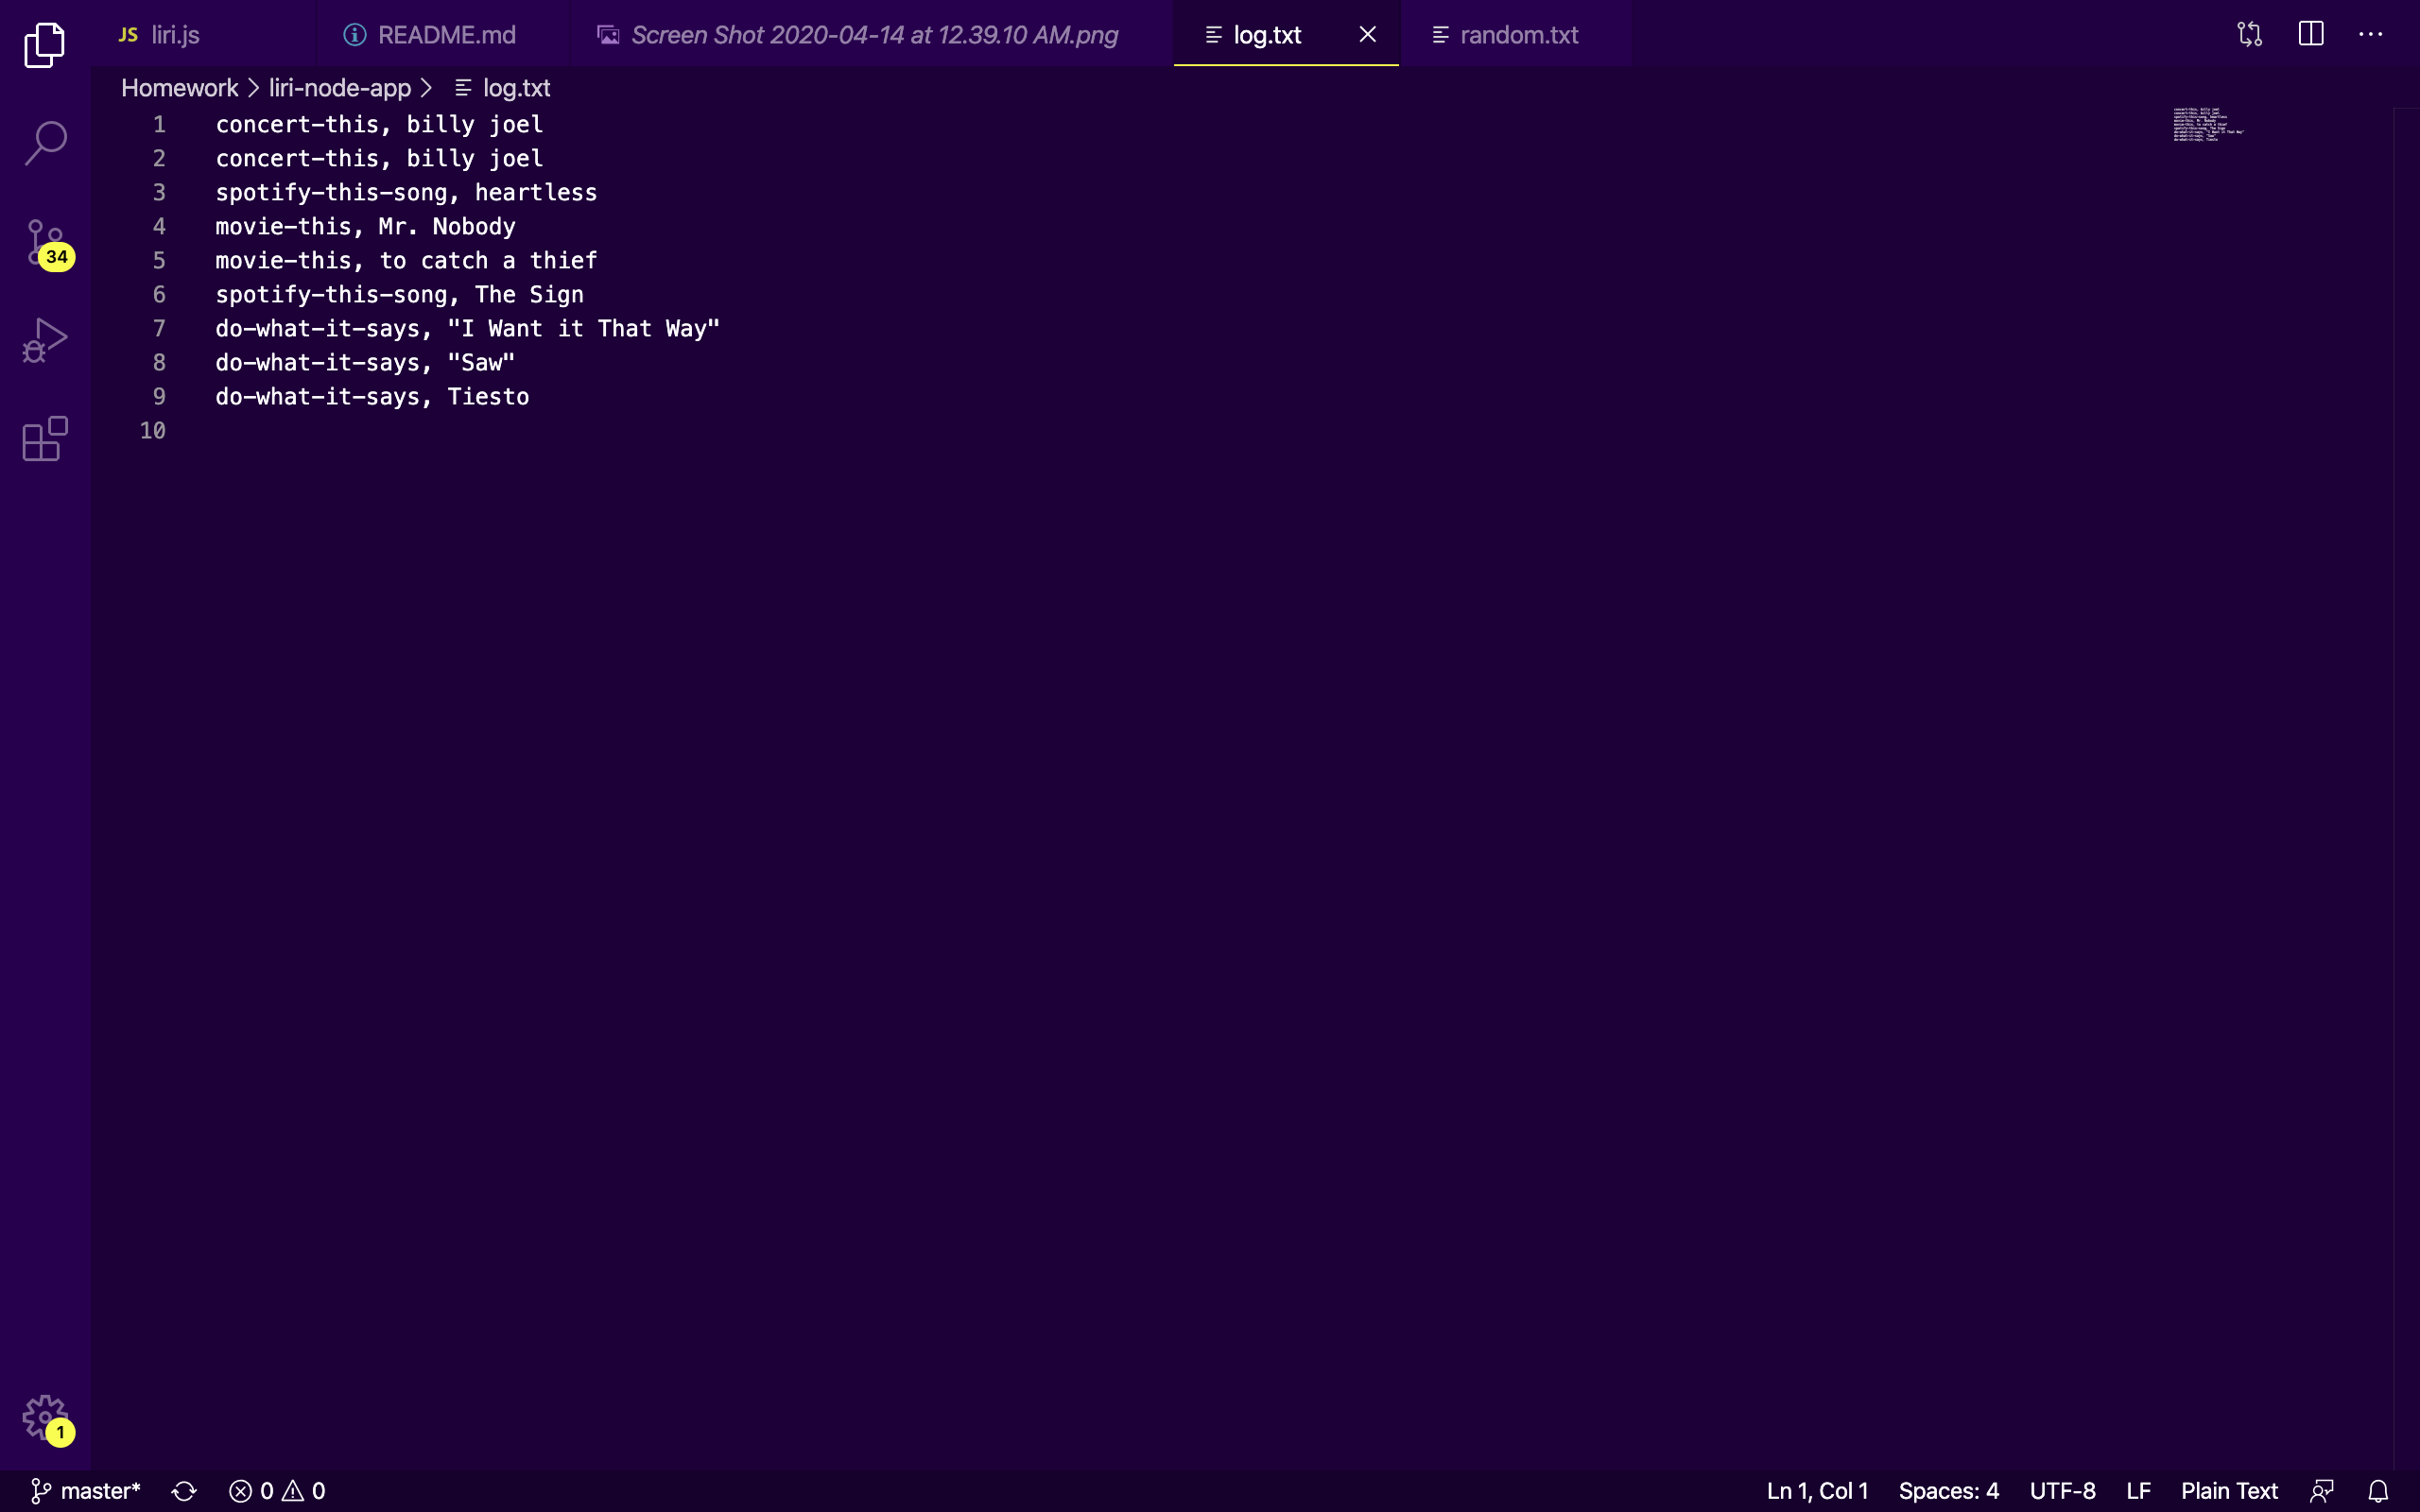 JS liri.js README.md Screen Shot 2020-04-14 at 12.39.10 AM.png log.txt random.txt
Homework > liri-node-app > log.txt
1 concert-this, billy joel
2 concert-this, billy joel
3 spotify-this-song, heartless
4 movie-this, Mr. Nobody
5 movie-this, to catch a thief
6 spotify-this-song, The Sign
7 do-what-it-says, "I Want it That Way"
8 do-what-it-says, "Saw"
9 do-what-it-says, Tiesto
10
34
1
master* 0 0 Ln 1, Col 1 Spaces: 4 UTF-8 LF Plain Text